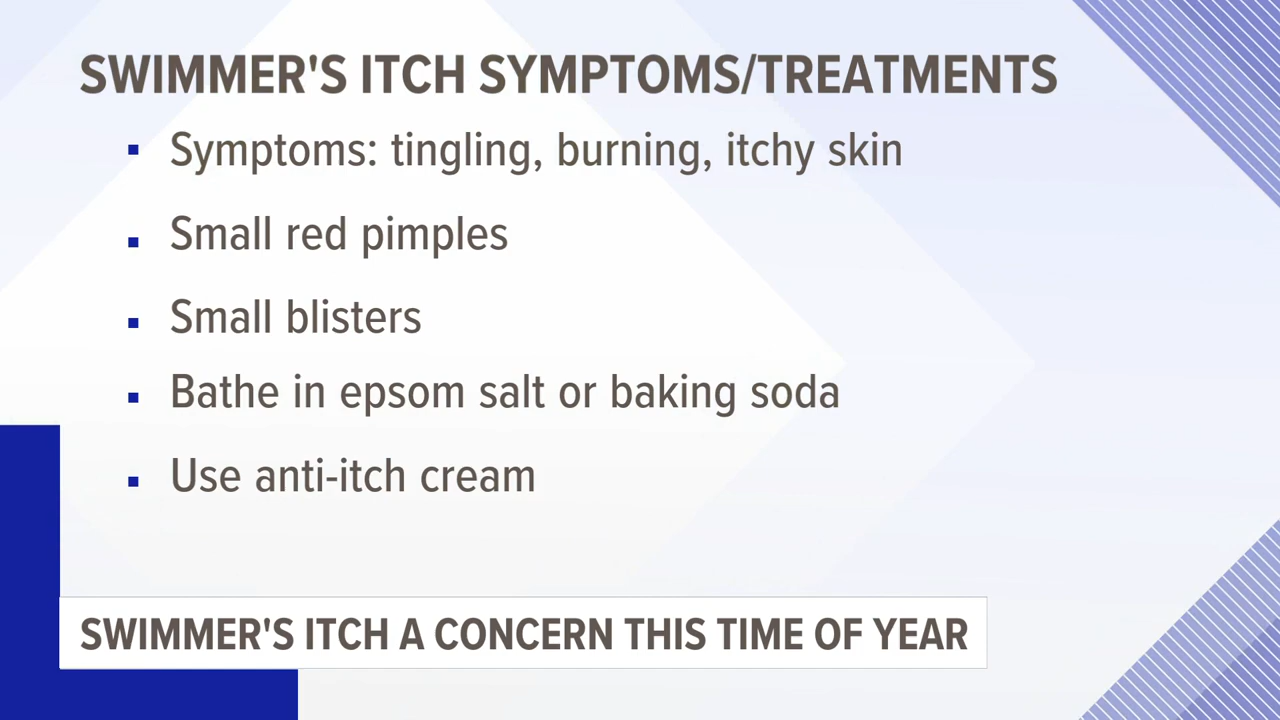 SWIMMER'S ITCH SYMPTOMS/TREATMENTS
Symptoms: tingling, burning, itchy skin
Small red pimples
Small blisters
Bathe in epsom salt or baking soda
Use anti-itch cream
SWIMMER'S ITCH A CONCERN THIS TIME OF YEAR